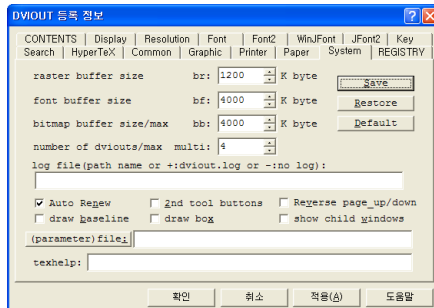 DVIOUT 등록 정보
CONTENTS Display Resolution Font Font2 WinJFont JFont2 Key
Search HyperTeX Common Graphic Printer Paper System REGISTRY
raster buffer size br: 1200 K byte Save
font buffer size bf: 4000 K byte Restore
bitmap buffer size/max bb: 4000 K byte Default
number of dviouts/max multi: 4
log file(path name or +:dviout.log or -:no log):
Auto Renew 2nd tool buttons Reverse page_up/down
draw baseline draw box show child windows
(parameter)file:
texhelp:
확인 취소 적용(A) 도움말